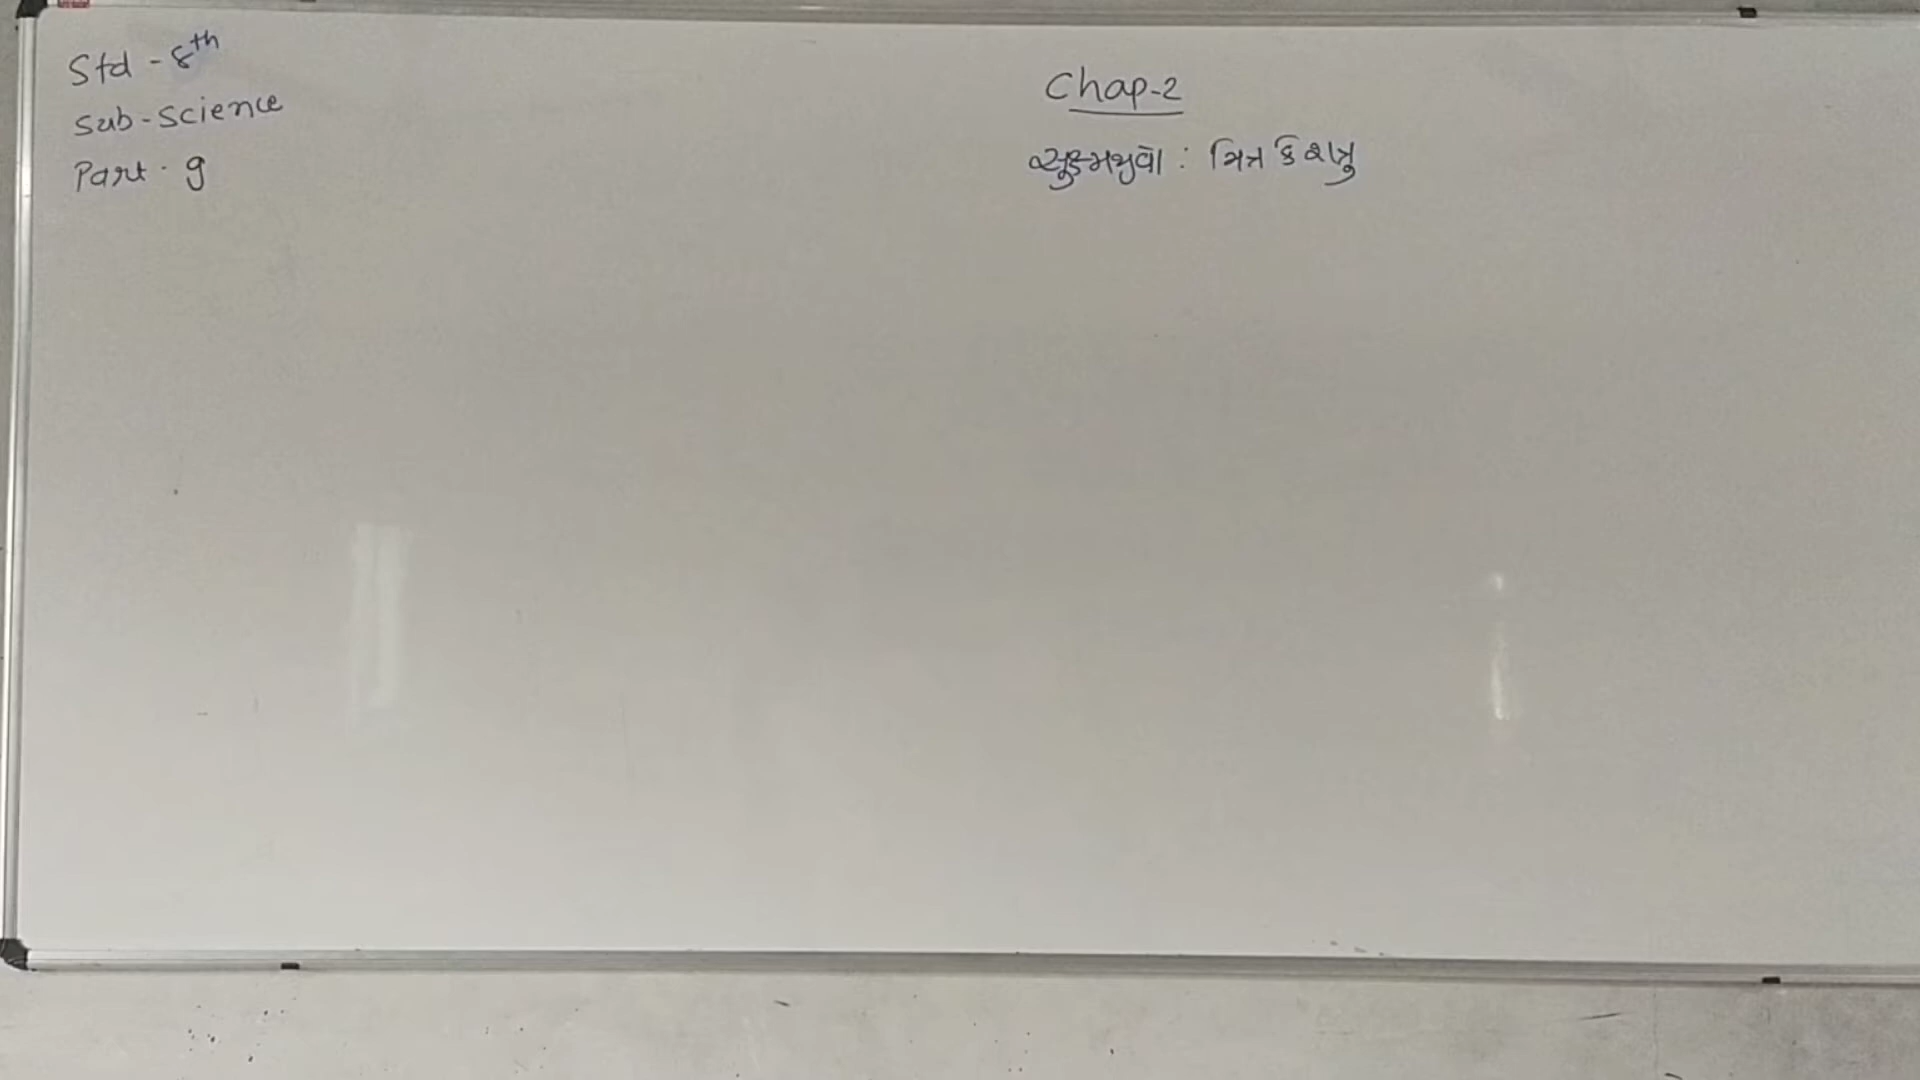 Std - 8th
Sub - Science
Part - 9
Chap-2
સૂક્ષ્મજીવો : મિત્ર કે શત્રુ